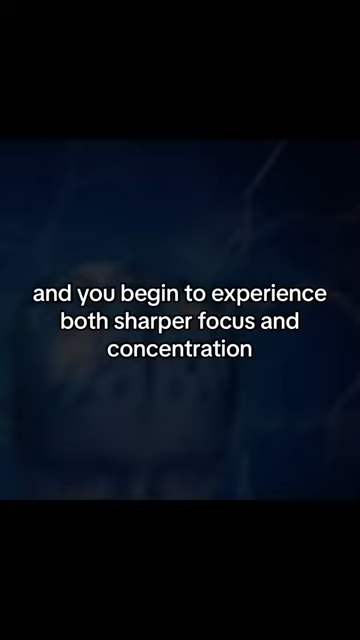 and you begin to experience
both sharper focus and
concentration